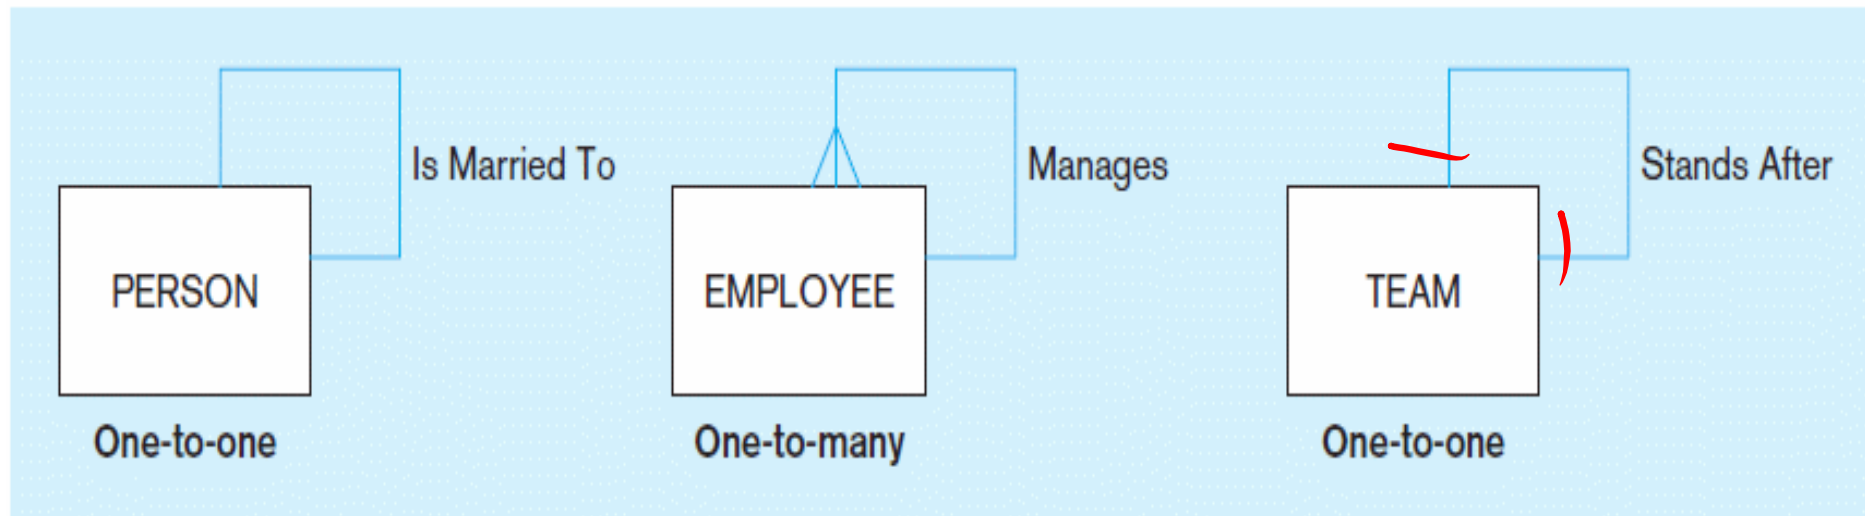 Is Married To
Manages
Stands After
PERSON
EMPLOYEE
TEAM
One-to-one
One-to-many
One-to-one